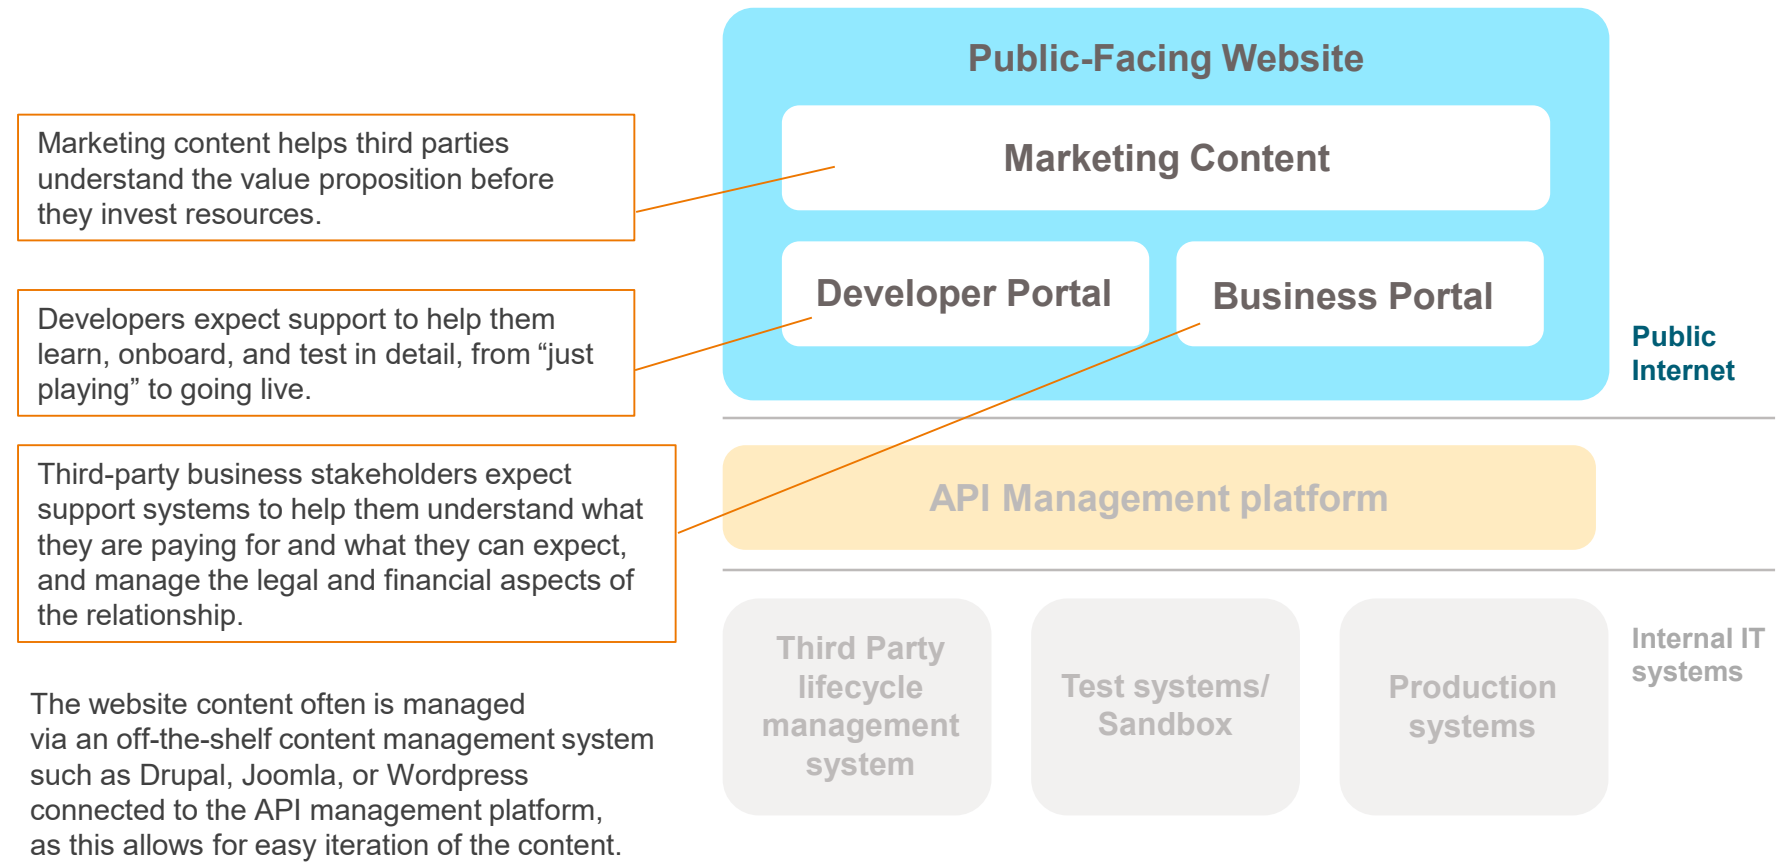 Public-Facing Website
Marketing Content
Developer Portal
Business Portal
Public
Internet
API Management platform
Third Party
lifecycle
management
system
Test systems/
Sandbox
Production
systems
Internal IT
systems
Marketing content helps third parties
understand the value proposition before
they invest resources.
Developers expect support to help them
learn, onboard, and test in detail, from “just
playing” to going live.
Third-party business stakeholders expect
support systems to help them understand what
they are paying for and what they can expect,
and manage the legal and financial aspects of
the relationship.
The website content often is managed
via an off-the-shelf content management system
such as Drupal, Joomla, or Wordpress
connected to the API management platform,
as this allows for easy iteration of the content.